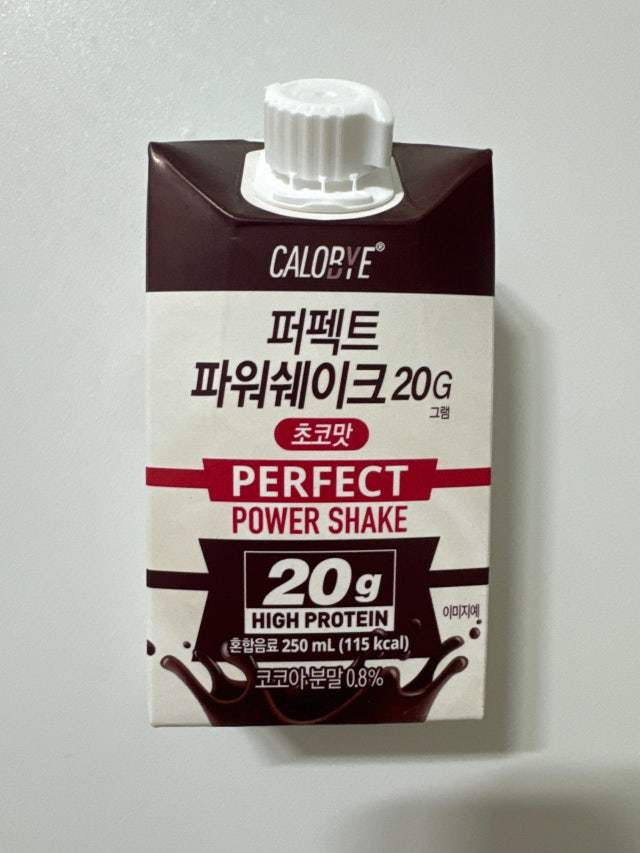 CALOBYE®
퍼펙트
파워쉐이크 20G
그램
초코맛
PERFECT
POWER SHAKE
20g
HIGH PROTEIN
이미지예
혼합음료 250 mL (115 kcal)
코코아분말 0.8%